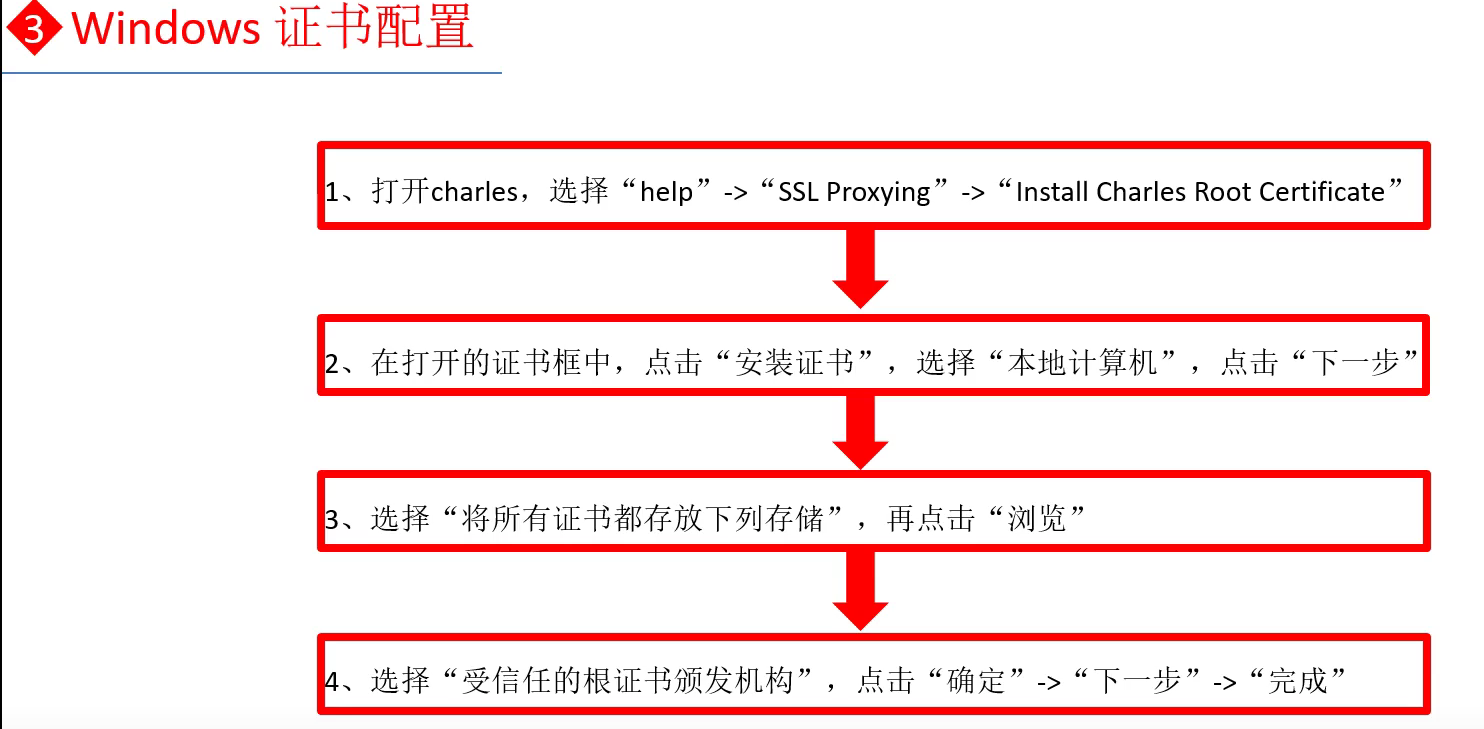 3 Windows 证书配置
1、打开charles，选择“help”->“SSL Proxying”->“Install Charles Root Certificate”
2、在打开的证书框中，点击“安装证书”，选择“本地计算机”，点击“下一步”
3、选择“将所有证书都存放下列存储”，再点击“浏览”
4、选择“受信任的根证书颁发机构”，点击“确定”->“下一步”->“完成”